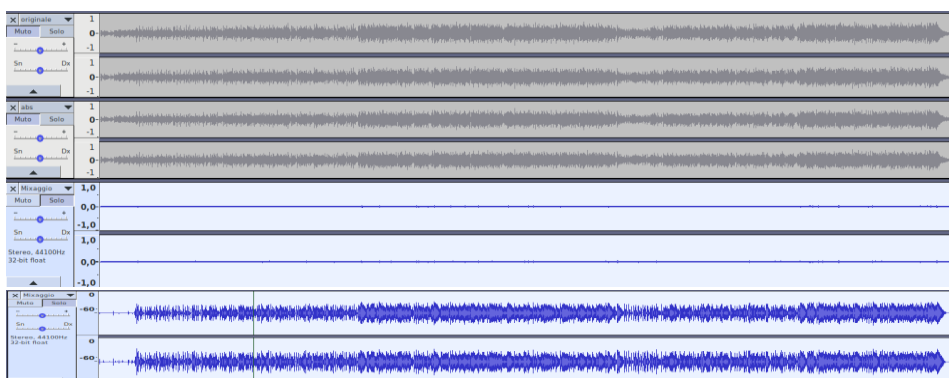 originale
Muto Solo
- +
Sn Dx
1
0-
-1
1
0-
-1
abs
Muto Solo
- +
Sn Dx
1
0-
-1
1
0-
-1
Mixaggio
Muto Solo
- +
Sn Dx
Stereo, 44100Hz
32-bit float
1,0
0,0-
-1,0
1,0
0,0-
-1,0
Mixaggio
Muto Solo
- +
Sn Dx
Stereo, 44100Hz
32-bit float
0
-60
0
-60